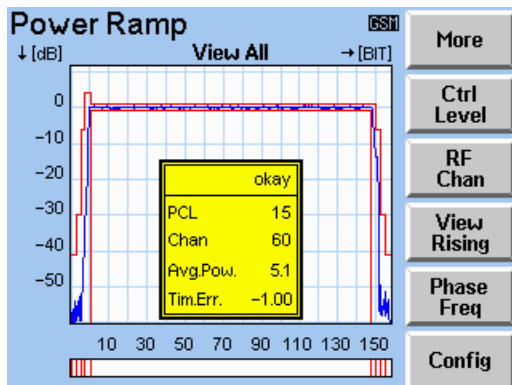 Power Ramp GSM
↓ [dB] View All → [BIT]
0
−10
−20
−30
−40
−50
okay
PCL 15
Chan 60
Avg.Pow. 5.1
Tim.Err. −1.00
10 30 50 70 90 110 130 150
More
Ctrl
Level
RF
Chan
View
Rising
Phase
Freq
Config